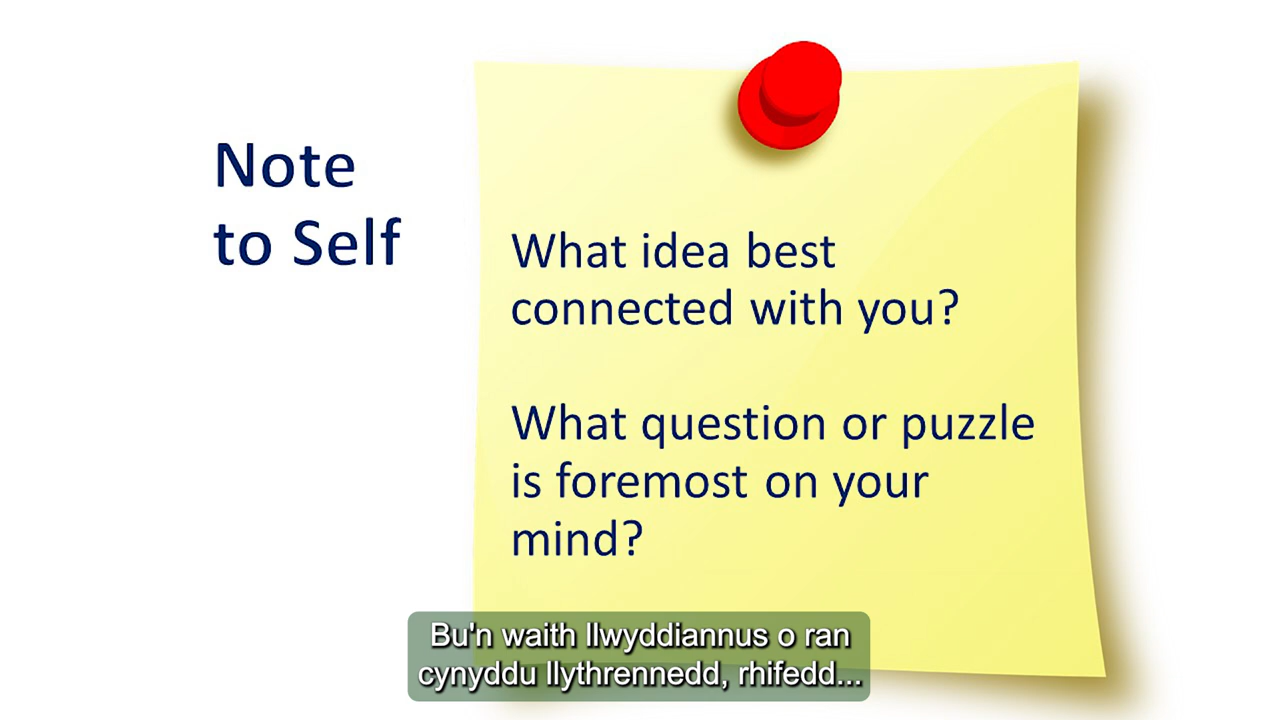 Note
to Self
What idea best
connected with you?
What question or puzzle
is foremost on your
mind?
Bu'n waith llwyddiannus o ran
cynyddu llythrennedd, rhifedd...